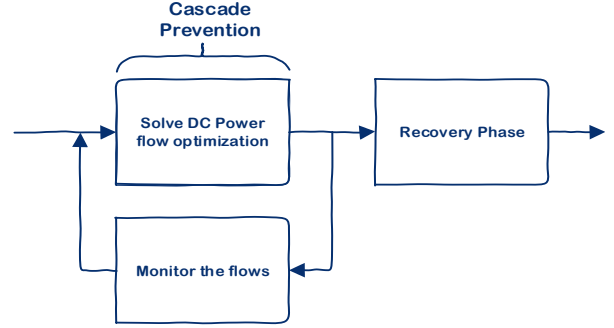 Cascade
Prevention
Solve DC Power
flow optimization
Recovery Phase
Monitor the flows